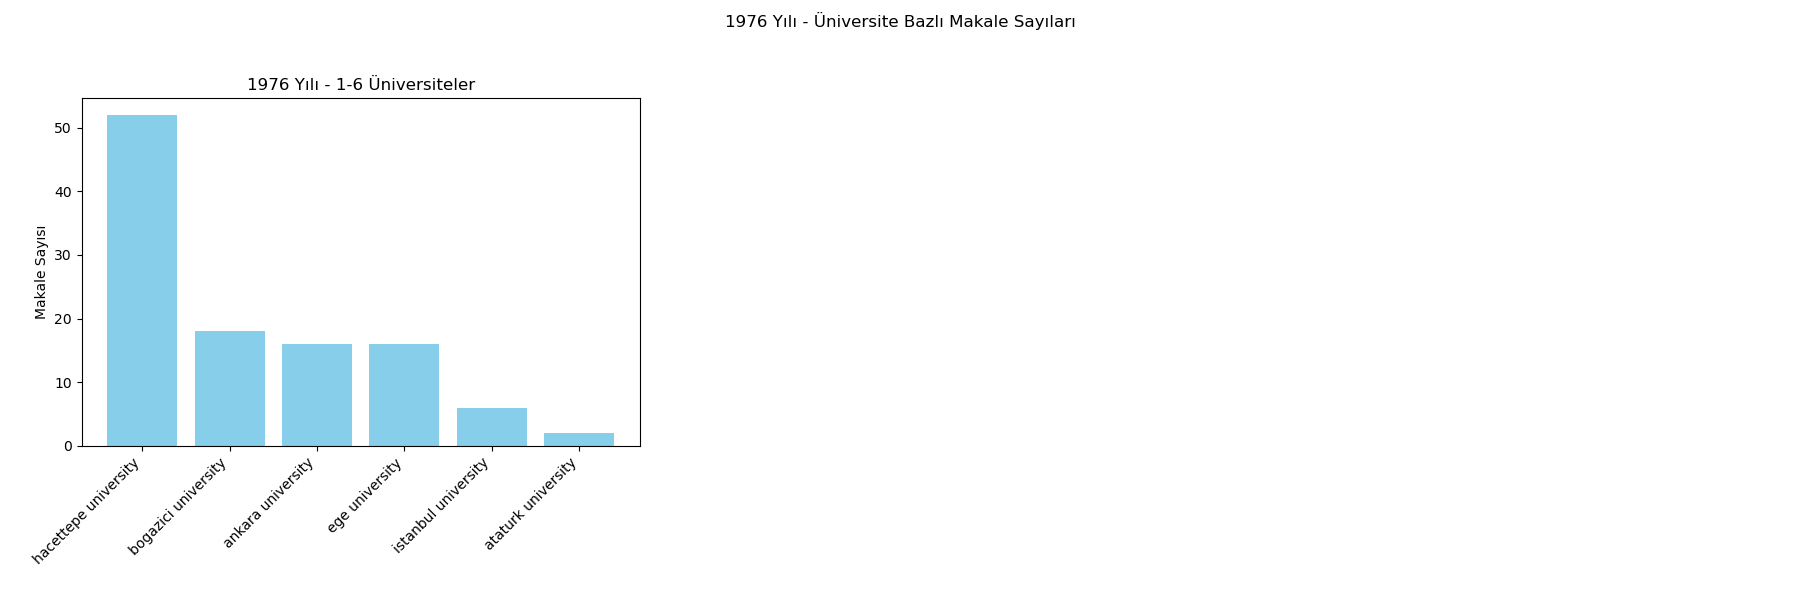 1976 Yılı - Üniversite Bazlı Makale Sayıları
1976 Yılı - 1-6 Üniversiteler
Makale Sayısı
50
40
30
20
10
0
hacettepe university
bogazici university
ankara university
ege university
istanbul university
ataturk university